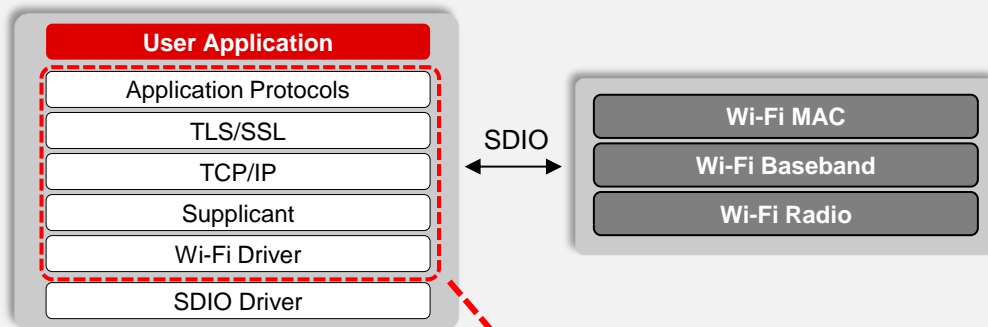 User Application
Application Protocols
TLS/SSL
TCP/IP
Supplicant
Wi-Fi Driver
SDIO Driver
SDIO
Wi-Fi MAC
Wi-Fi Baseband
Wi-Fi Radio